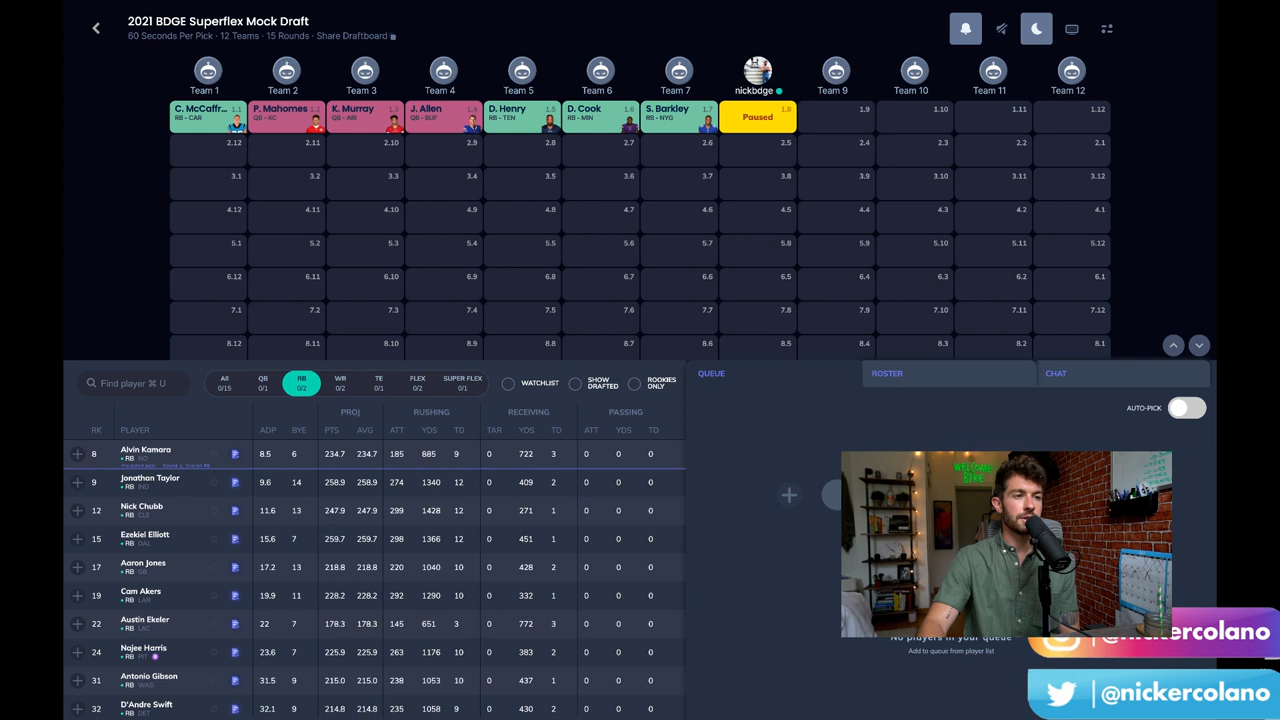 2021 BDGE Superflex Mock Draft
60 Seconds Per Pick · 12 Teams · 15 Rounds · Share Draftboard
Team 1 Team 2 Team 3 Team 4 Team 5 Team 6 Team 7 nickbdge Team 9 Team 10 Team 11 Team 12
C. McCaffr... 1.1 P. Mahomes 1.2 K. Murray 1.3 J. Allen 1.4 D. Henry 1.5 D. Cook 1.6 S. Barkley 1.7 1.8 1.9 1.10 1.11 1.12
RB - CAR QB - KC QB - ARI QB - BUF RB - TEN RB - MIN RB - NYG Paused
2.12 2.11 2.10 2.9 2.8 2.7 2.6 2.5 2.4 2.3 2.2 2.1
3.1 3.2 3.3 3.4 3.5 3.6 3.7 3.8 3.9 3.10 3.11 3.12
4.12 4.11 4.10 4.9 4.8 4.7 4.6 4.5 4.4 4.3 4.2 4.1
5.1 5.2 5.3 5.4 5.5 5.6 5.7 5.8 5.9 5.10 5.11 5.12
6.12 6.11 6.10 6.9 6.8 6.7 6.6 6.5 6.4 6.3 6.2 6.1
7.1 7.2 7.3 7.4 7.5 7.6 7.7 7.8 7.9 7.10 7.11 7.12
8.12 8.11 8.10 8.9 8.8 8.7 8.6 8.5 8.4 8.3 8.2 8.1
Find player ⌘ U
All QB RB WR TE FLEX SUPER FLEX
0/15 0/1 0/2 0/2 0/1 0/2 0/1
WATCHLIST SHOW DRAFTED ROOKIES ONLY
QUEUE ROSTER CHAT
AUTO-PICK
PROJ RUSHING RECEIVING PASSING
RK PLAYER ADP BYE PTS AVG ATT YDS TD TAR YDS TD ATT YDS TD
8 Alvin Kamara 8.5 6 234.7 234.7 185 885 9 0 722 3 0 0 0
RB NO
9 Jonathan Taylor 14 258.9 258.9 274 1340 12 0 409 2 0 0 0
RB IND
12 Nick Chubb 11.6 13 247.9 299 1428 12 0 271 1 0 0 0
RB CLE
15 Ezekiel Elliott 15.6 7 259.7 259.7 298 1366 12 0 451 1 0 0 0
RB DAL
17 Aaron Jones 17.2 13 218.8 218.8 220 1040 9 0 428 2 0 0 0
RB GB
19 Cam Akers 19.9 11 228.2 228.2 292 1290 10 0 332 1 0 0 0
RB LAR
22 Austin Ekeler 22 7 178.3 178.3 145 651 3 0 772 3 0 0 0
RB LAC
24 Najee Harris 23.6 7 225.9 225.9 263 1176 10 0 383 2 0 0 0
RB PIT
31 Antonio Gibson 31.5 9 215.0 215.0 238 1053 10 0 437 1 0 0 0
RB WAS
32 D'Andre Swift 32.1 9 214.8 214.8 235 1058 9 0 430 2 0 0 0
RB DET
WELCOME
No players in your queue
Add to queue from player list
@nickercolano
@nickercolano